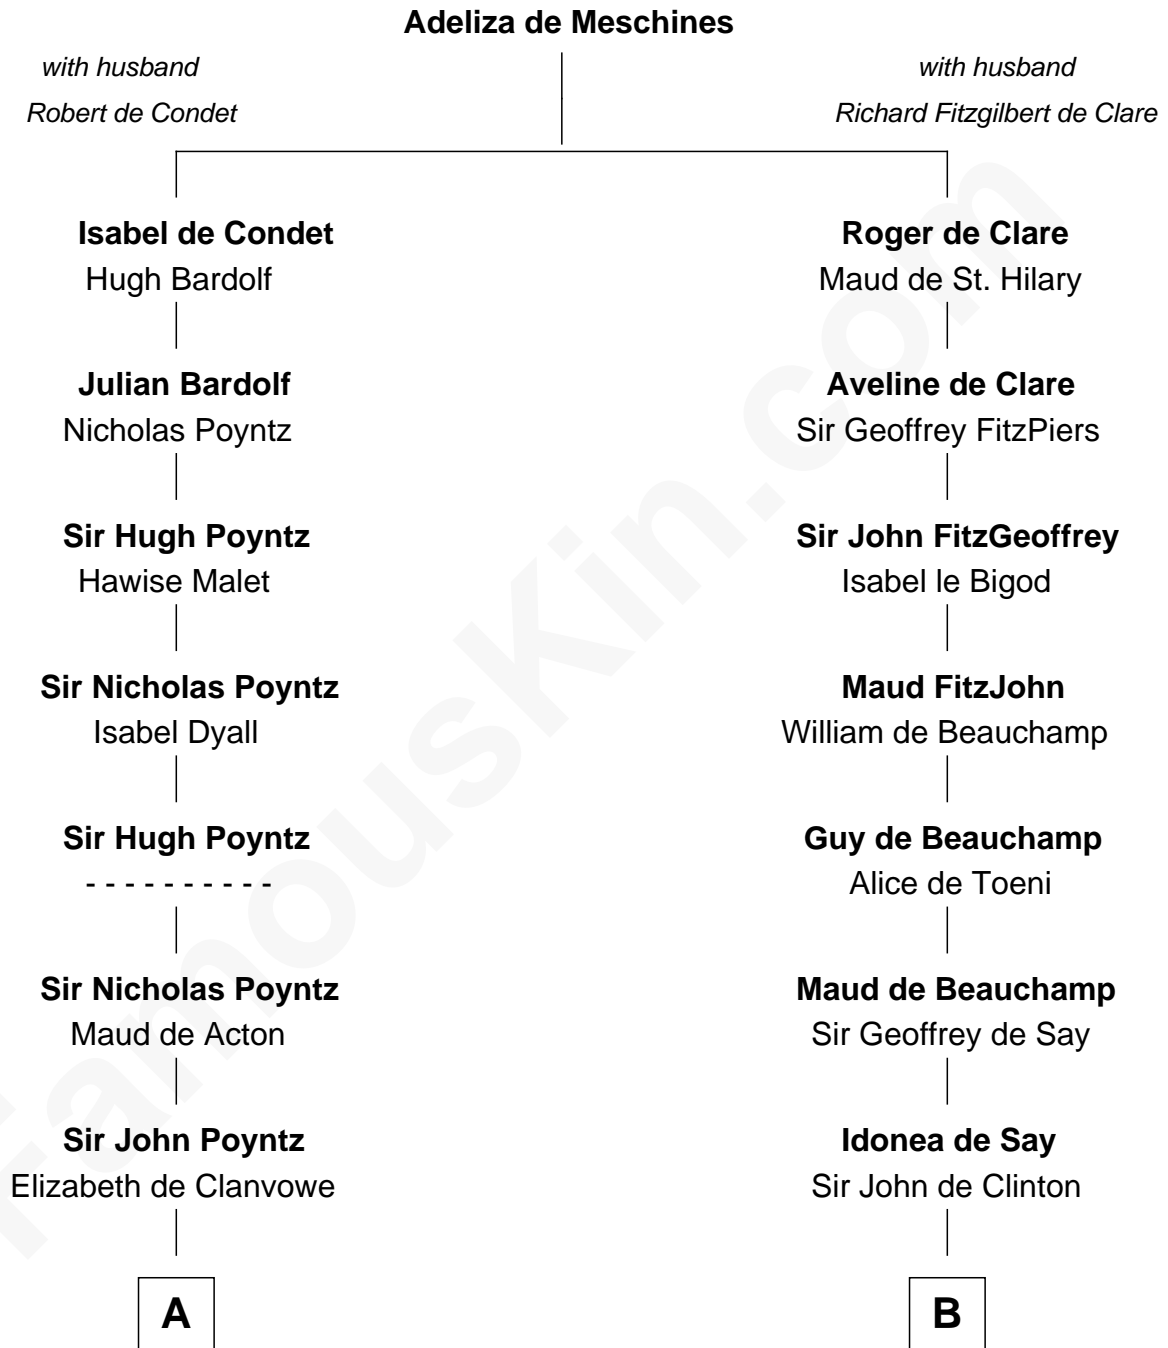 Adeliza de Meschines
with husband
Robert de Condet
with husband
Richard Fitzgilbert de Clare
Isabel de Condet
Hugh Bardolf
Roger de Clare
Maud de St. Hilary
Julian Bardolf
Nicholas Poyntz
Aveline de Clare
Sir Geoffrey FitzPiers
Sir Hugh Poyntz
Hawise Malet
Sir John FitzGeoffrey
Isabel le Bigod
Sir Nicholas Poyntz
Isabel Dyall
Maud FitzJohn
William de Beauchamp
Sir Hugh Poyntz
- - - - - - - - - -
Guy de Beauchamp
Alice de Toeni
Sir Nicholas Poyntz
Maud de Acton
Maud de Beauchamp
Sir Geoffrey de Say
Sir John Poyntz
Elizabeth de Clanvowe
Idonea de Say
Sir John de Clinton
A
B
FamousKin.com